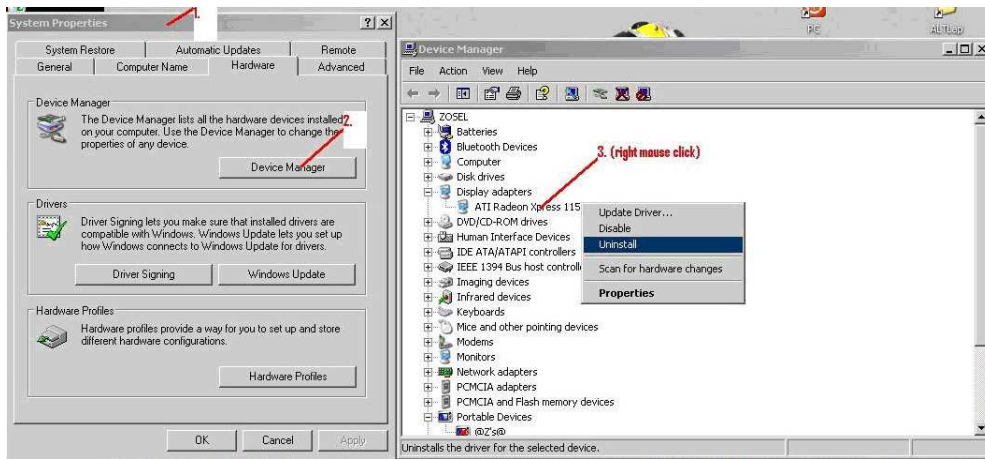 System Properties
1.
System Restore
Automatic Updates
Remote
General
Computer Name
Hardware
Advanced
Device Manager
The Device Manager lists all the hardware devices installed
on your computer. Use the Device Manager to change the
properties of any device.
2.
Device Manager
Drivers
Driver Signing lets you make sure that installed drivers are
compatible with Windows. Windows Update lets you set up
how Windows connects to Windows Update for drivers.
Driver Signing
Windows Update
Hardware Profiles
Hardware profiles provide a way for you to set up and store
different hardware configurations.
Hardware Profiles
OK
Cancel
Apply
PC
Device Manager
File Action View Help
ZOSEL
Batteries
Bluetooth Devices
Computer
3. (right mouse click)
Disk drives
Display adapters
ATI Radeon Xpress 115
DVD/CD-ROM drives
Human Interface Devices
IDE ATA/ATAPI controllers
IEEE 1394 Bus host controll
Imaging devices
Infrared devices
Keyboards
Mice and other pointing devices
Modems
Monitors
Network adapters
PCMCIA adapters
PCMCIA and Flash memory devices
Portable Devices
@Z's@
Update Driver...
Disable
Uninstall
Scan for hardware changes
Properties
Uninstalls the driver for the selected device.